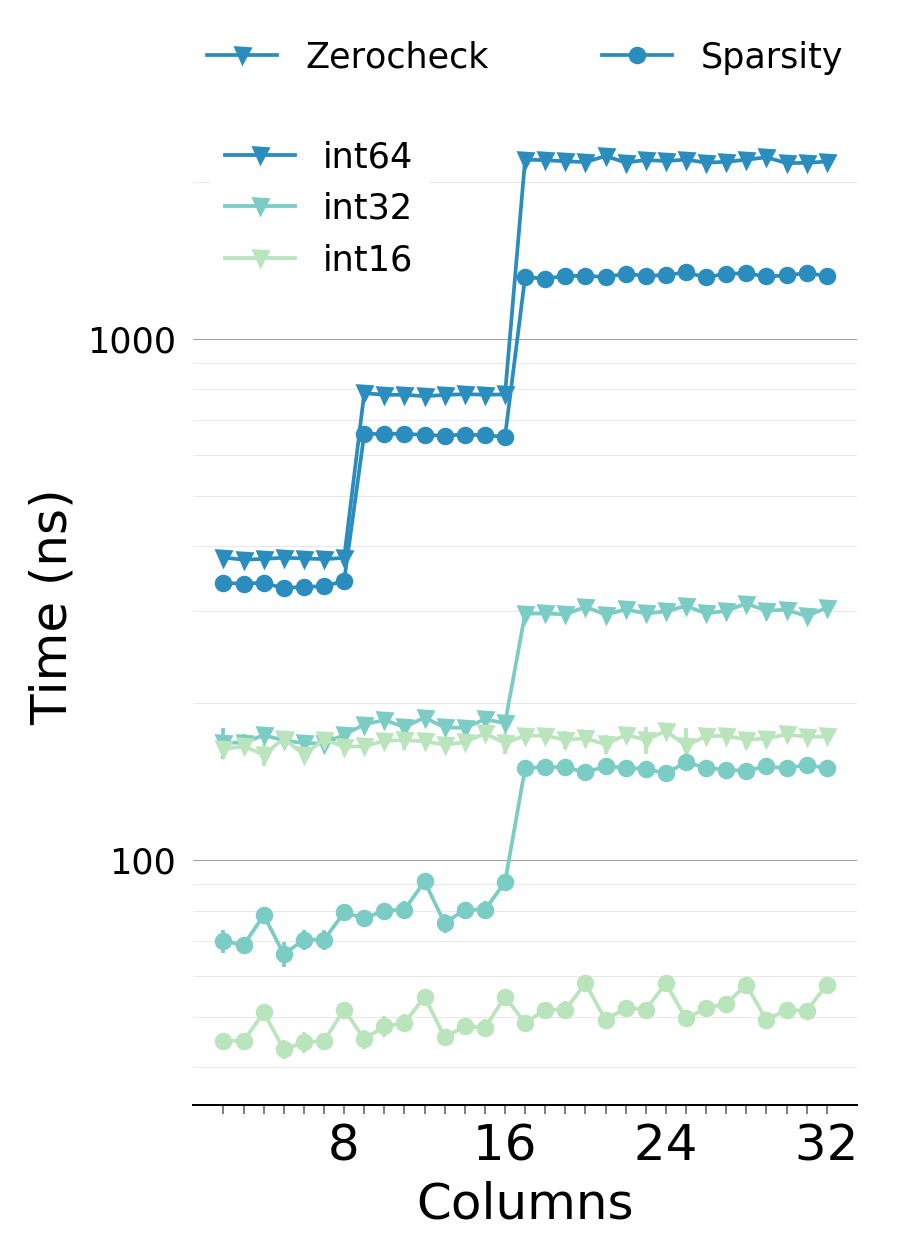 Zerocheck Sparsity
int64
int32
int16
1000
100
Time (ns)
8 16 24 32
Columns